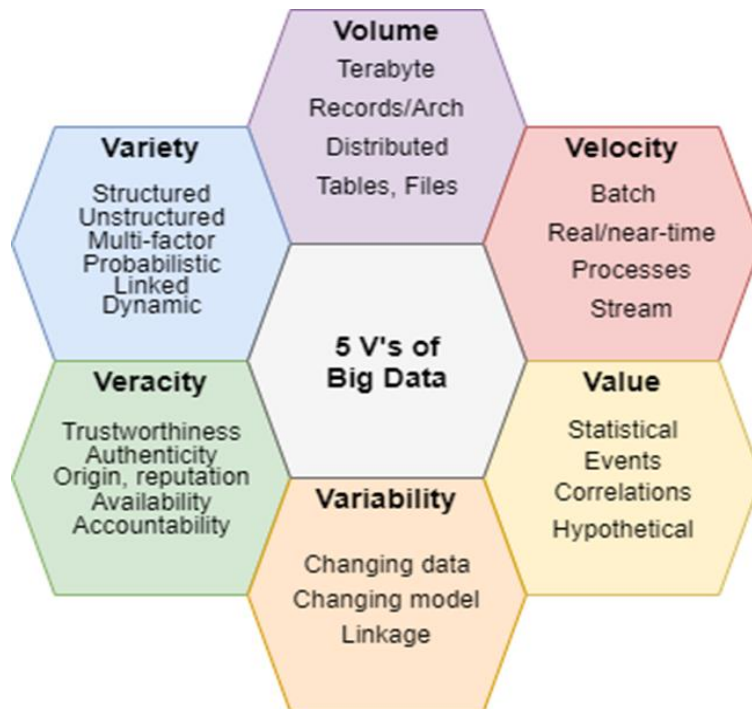 Volume
Terabyte
Records/Arch
Distributed
Tables, Files
Variety
Structured
Unstructured
Multi-factor
Probabilistic
Linked
Dynamic
Velocity
Batch
Real/near-time
Processes
Stream
5 V's of
Big Data
Veracity
Trustworthiness
Authenticity
Origin, reputation
Availability
Accountability
Value
Statistical
Events
Correlations
Hypothetical
Variability
Changing data
Changing model
Linkage